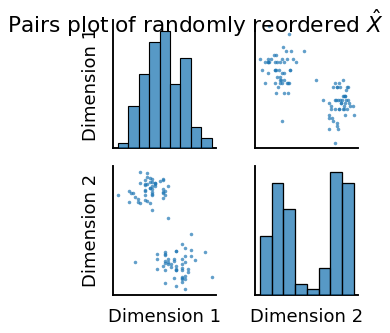 Pairs plot of randomly reordered X̂
Dimension 1
Dimension 2
Dimension 1 Dimension 2